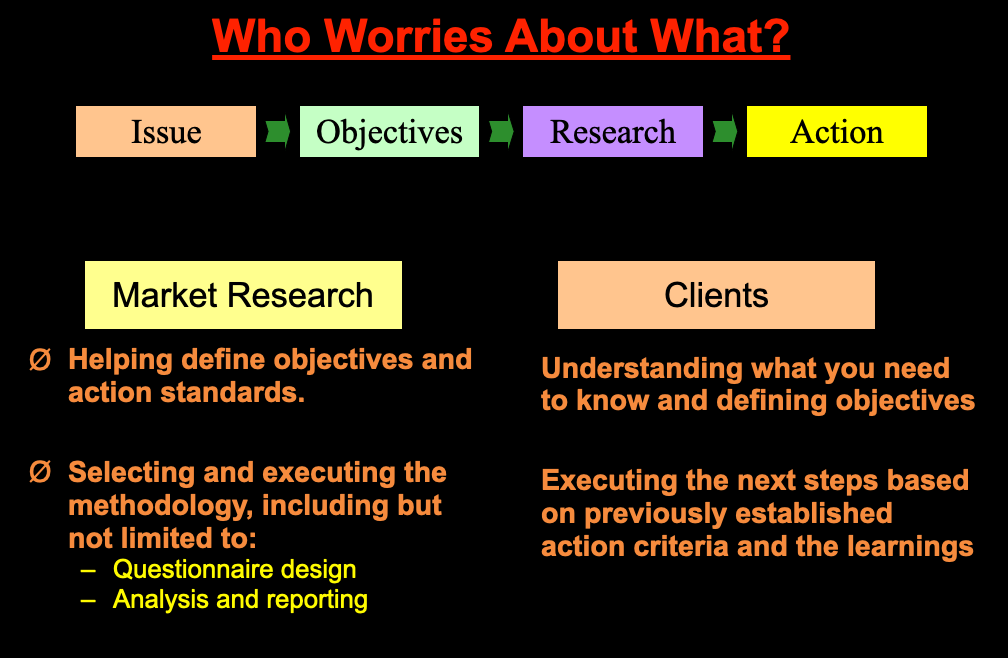 Who Worries About What?
Issue Objectives Research Action
Market Research
Ø Helping define objectives and
action standards.
Ø Selecting and executing the
methodology, including but
not limited to:
– Questionnaire design
– Analysis and reporting
Clients
Understanding what you need
to know and defining objectives
Executing the next steps based
on previously established
action criteria and the learnings